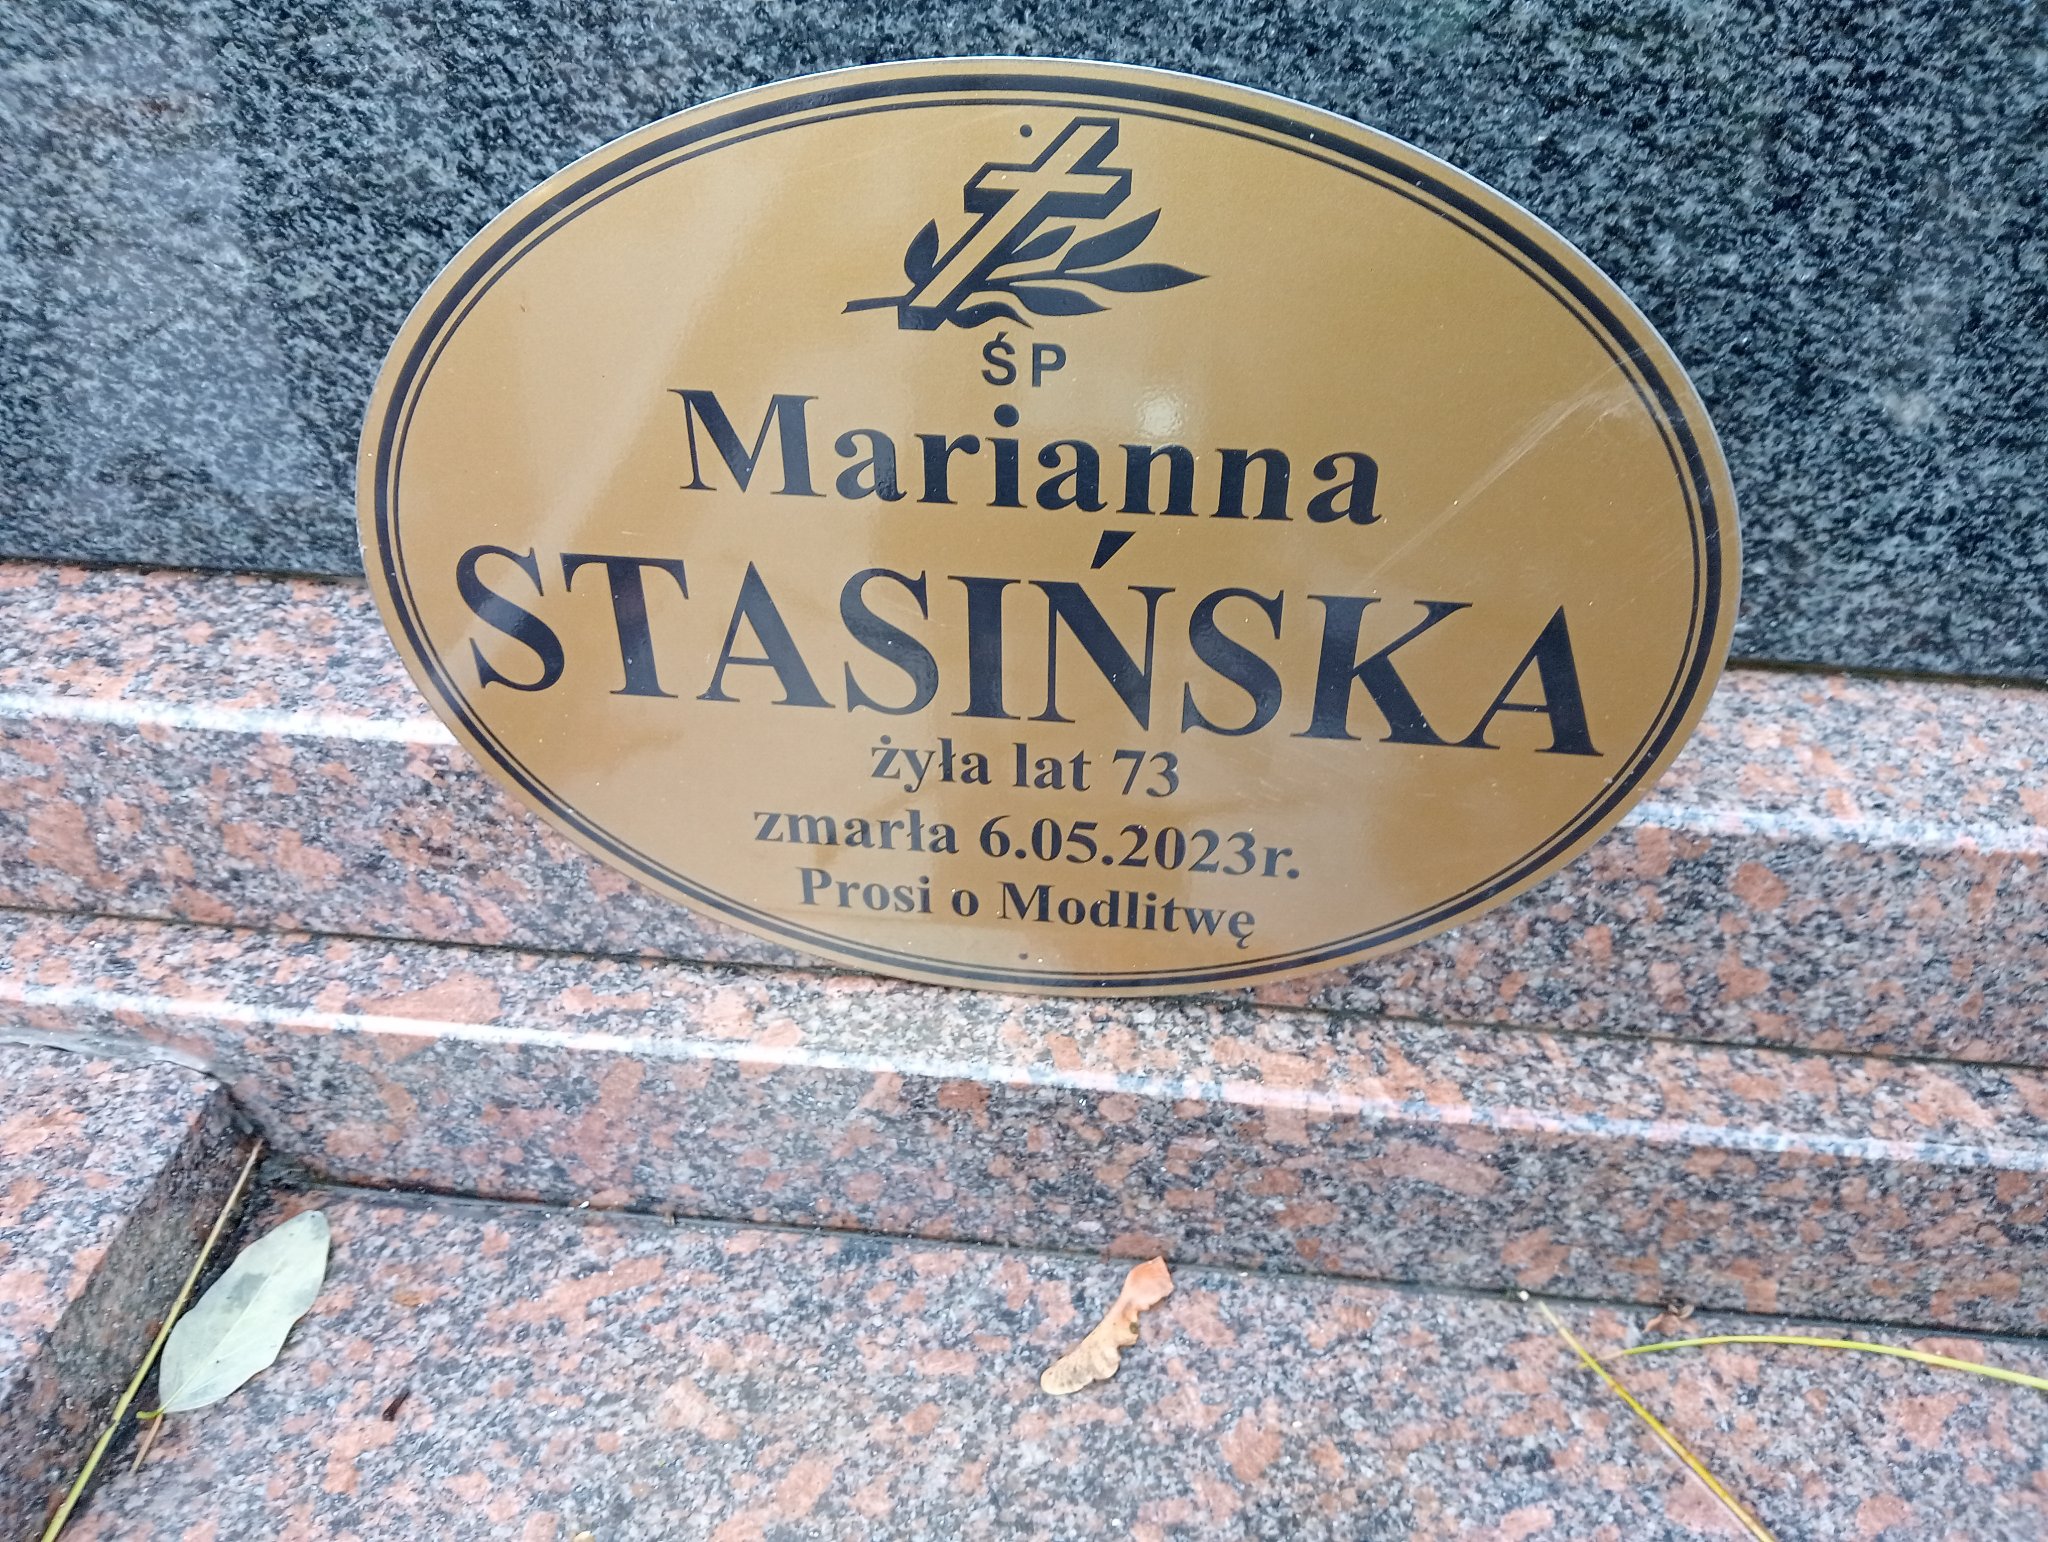 ŚP
Marianna
STASIŃSKA
żyła lat 73
zmarła 6.05.2023r.
Prosi o Modlitwę